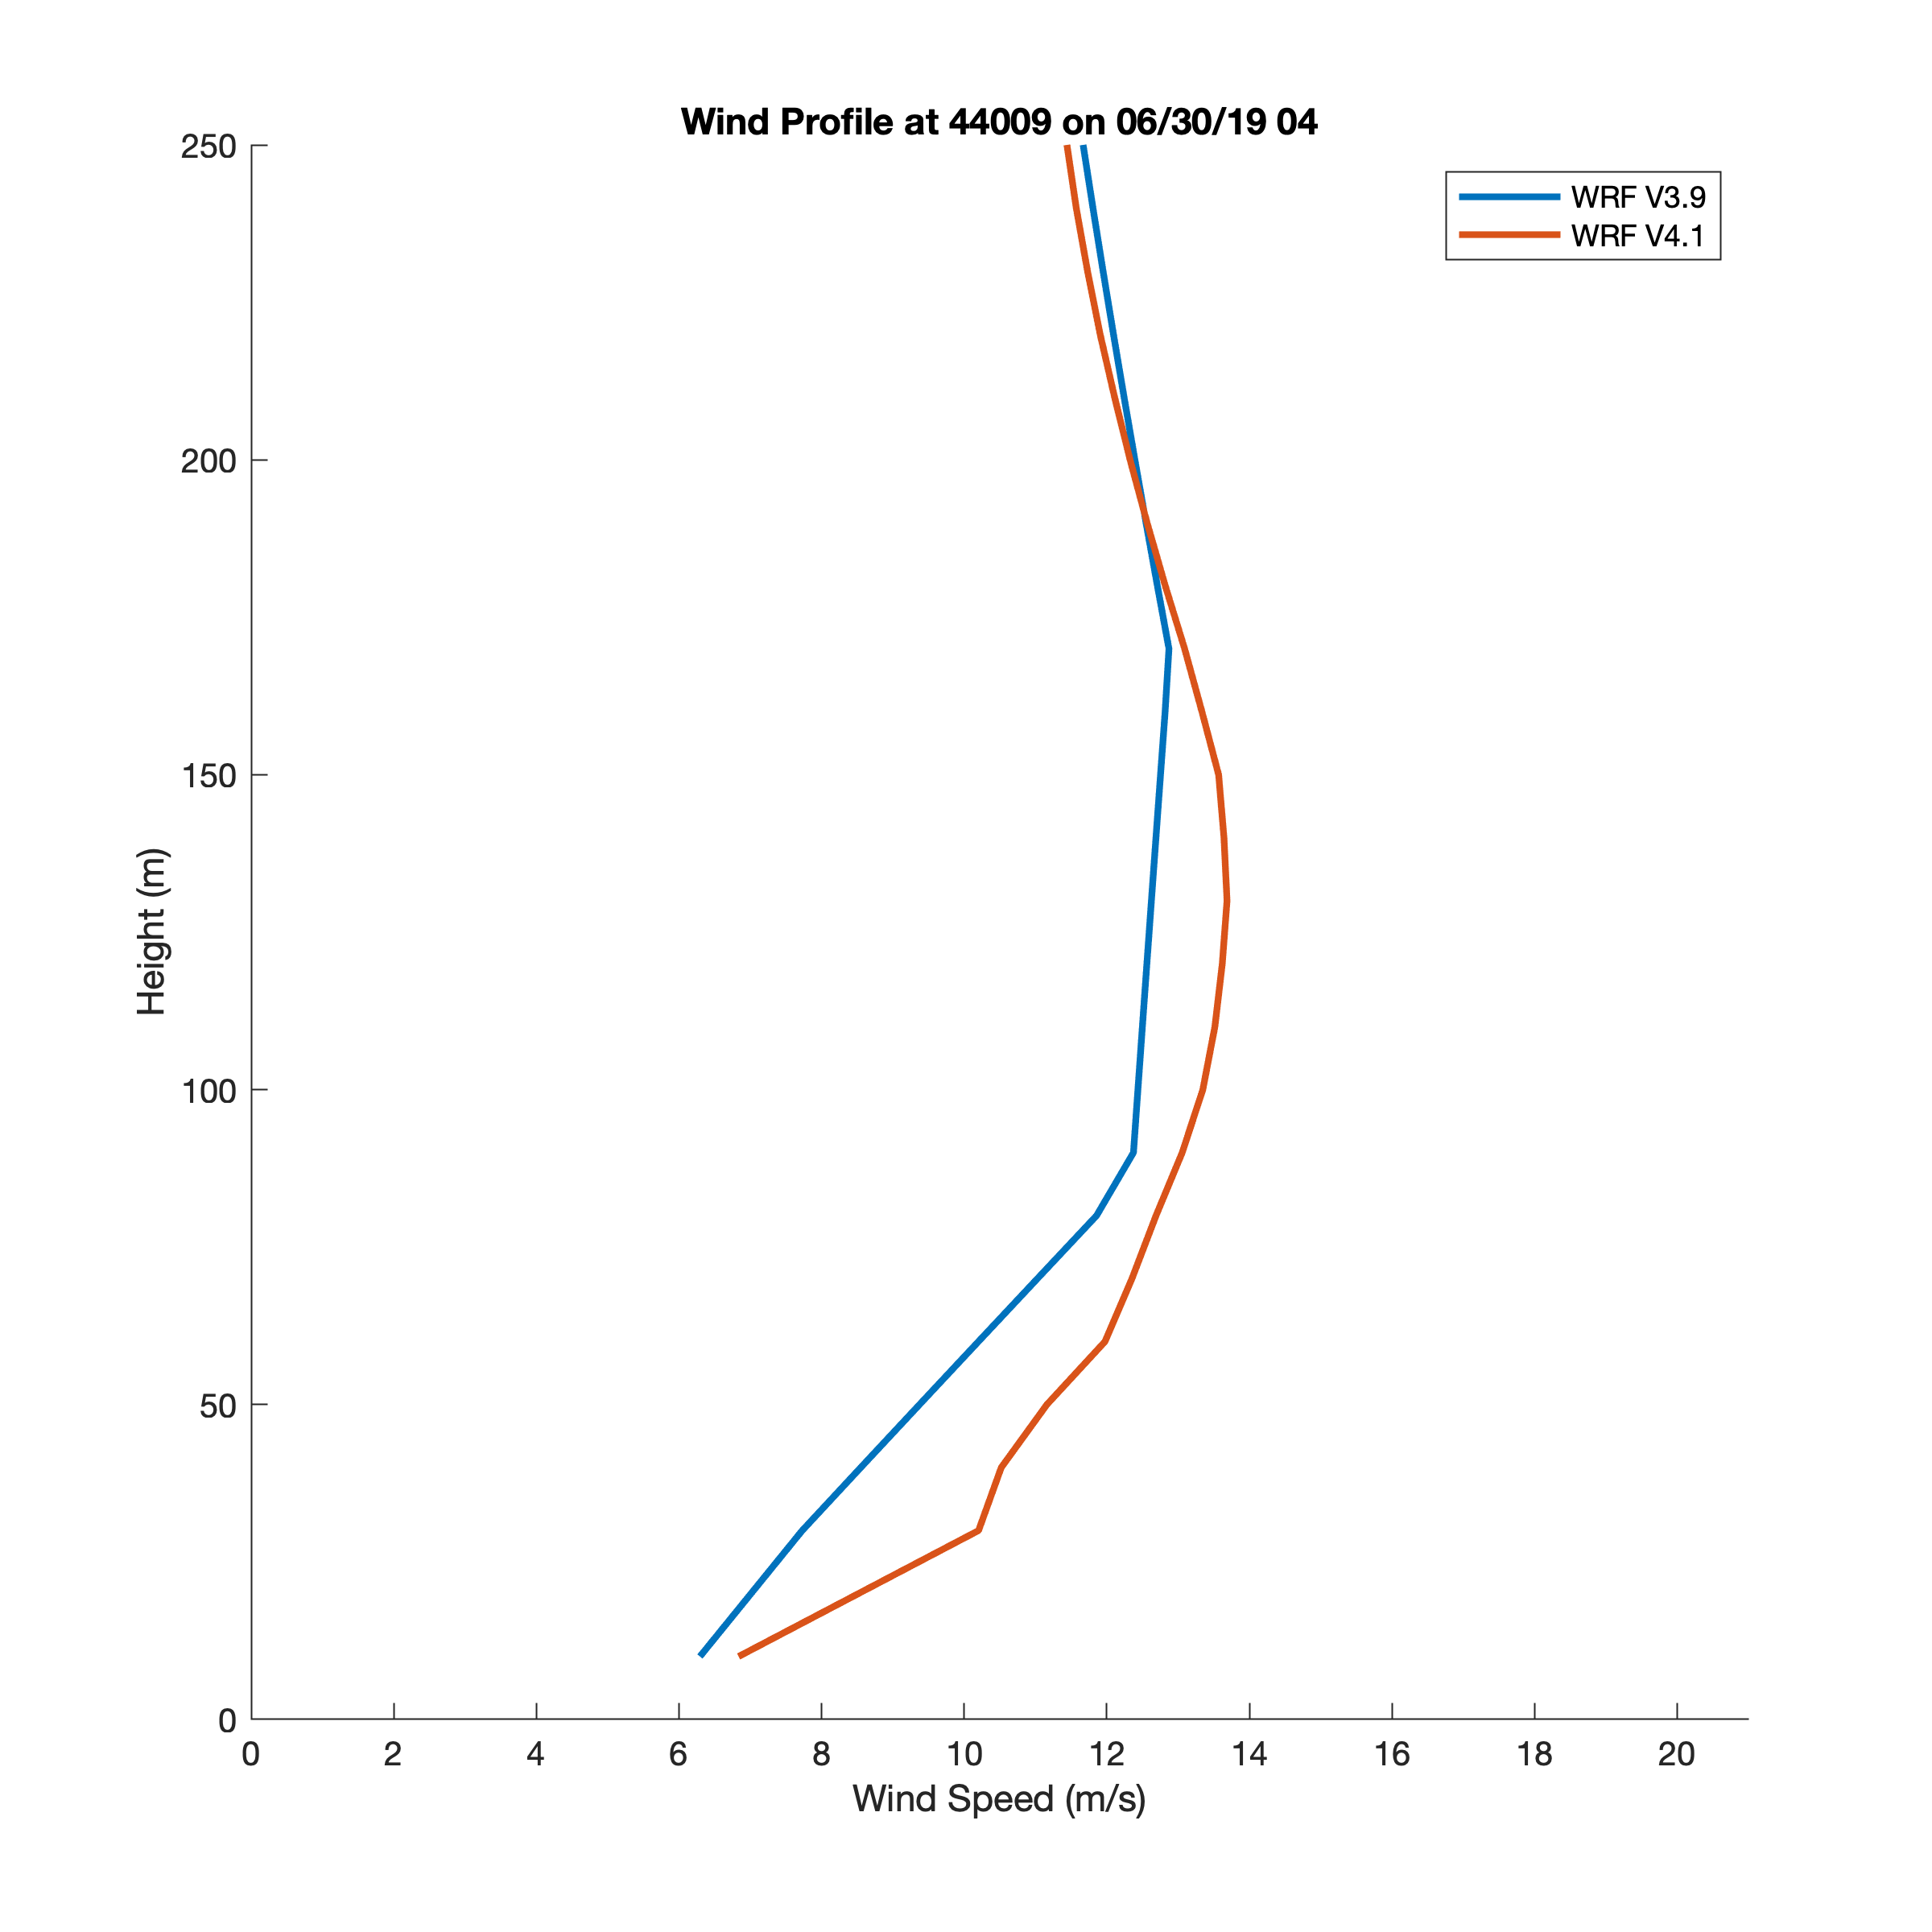 Wind Profile at 44009 on 06/30/19 04
WRF V3.9
WRF V4.1
250
200
150
100
50
0
Height (m)
0 2 4 6 8 10 12 14 16 18 20
Wind Speed (m/s)